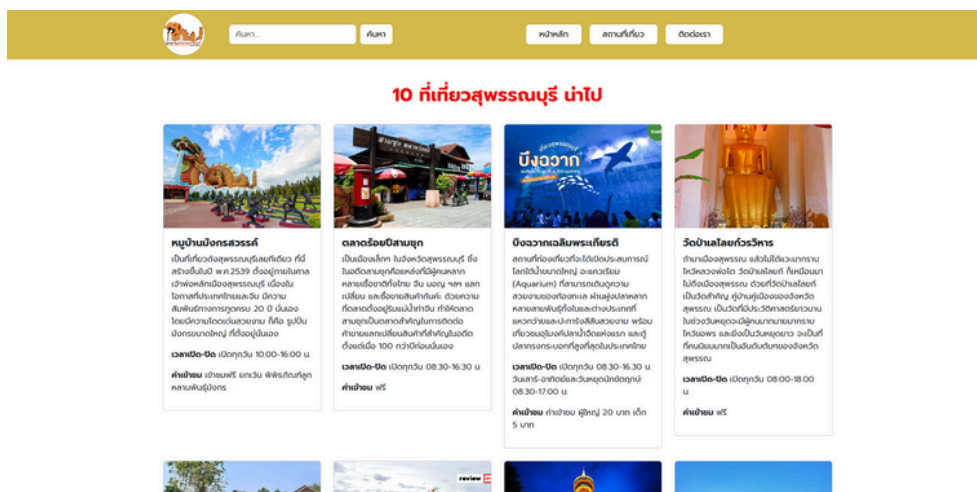 ค้นหา...
ค้นหา
หน้าหลัก
สถานที่เที่ยว
ติดต่อเรา
10 ที่เที่ยวสุพรรณบุรี น่าไป
สามชุก ตลาดร้อยปี
เที่ยวสุพรรณบุรี
บึงฉวาก
หมู่บ้านมังกรสวรรค์
เป็นที่เที่ยวดังสุพรรณบุรีเลยทีเดียว ที่นี่
สร้างขึ้นในปี พ.ศ.2539 ตั้งอยู่ภายในศาล
เจ้าพ่อหลักเมืองสุพรรณบุรี เนื่องใน
โอกาสที่ประเทศไทยและจีน มีความ
สัมพันธ์ทางการทูตครบ 20 ปี นั่นเอง
โดยมีความโดดเด่นสวยงาม ก็คือ รูปปั้น
มังกรขนาดใหญ่ ที่ตั้งอยู่นั่นเอง
เวลาเปิด-ปิด เปิดทุกวัน 10:00-16:00 น.
ค่าเข้าชม เข้าชมฟรี ยกเว้น พิพิธภัณฑ์ลูก
หลานพันธุ์มังกร
ตลาดร้อยปีสามชุก
เป็นเมืองเล็กๆ ในจังหวัดสุพรรณบุรี ซึ่ง
ในอดีตสามชุกคือแหล่งที่มีผู้คนหลาก
หลายเชื้อชาติทั้งไทย จีน มอญ ฯลฯ แลก
เปลี่ยน และซื้อขายสินค้ากันค่ะ ด้วยความ
ที่ตลาดตั้งอยู่ริมแม่น้ำท่าจีน ทำให้ตลาด
สามชุกเป็นตลาดสำคัญในการติดต่อ
ค้าขายแลกเปลี่ยนสินค้าที่สำคัญในอดีต
ตั้งแต่เมื่อ 100 กว่าปีก่อนนั่นเอง
เวลาเปิด-ปิด เปิดทุกวัน 08:30-16:30 น.
ค่าเข้าชม ฟรี
บึงฉวากเฉลิมพระเกียรติ
สถานที่ท่องเที่ยวที่จะได้เปิดประสบการณ์
โลกใต้น้ำขนาดใหญ่ อะแควเรียม
(Aquarium) ที่สามารถเดินดูความ
สวยงามของท้องทะเล ผ่านฝูงปลาหลาก
หลายสายพันธุ์ทั้งในและต่างประเทศที่
แหวกว่ายและปะการังสีสันสวยงาม พร้อม
เที่ยวชมอุโมงค์ปลาน้ำจืดแห่งแรก และตู้
ปลาทรงกระบอกที่สูงที่สุดในประเทศไทย
เวลาเปิด-ปิด เปิดทุกวัน 08.30-16.30 น.
วันเสาร์-อาทิตย์และวันหยุดนักขัตฤกษ์
08.30-17.00 น.
ค่าเข้าชม ค่าเข้าชม ผู้ใหญ่ 20 บาท เด็ก
5 บาท
วัดป่าเลไลยก์วรวิหาร
ถ้ามาเมืองสุพรรณ แล้วไม่ได้แวะมากราบ
ไหว้หลวงพ่อโต วัดป่าเลไลยก์ ก็เหมือนมา
ไม่ถึงเมืองสุพรรณ ด้วยที่วัดป่าเลไลยก์
เป็นวัดสำคัญ คู่บ้านคู่เมืองของจังหวัด
สุพรรณ เป็นวัดที่มีประวัติศาสตร์ยาวนาน
ในช่วงวันหยุดจะมีผู้คนมากมายมากราบ
ไหว้ขอพร และยิ่งเป็นวันหยุดยาว จะเป็นที่
ที่คนนิยมมากเป็นอันดับต้นๆของจังหวัด
สุพรรณ
เวลาเปิด-ปิด เปิดทุกวัน 08:00-18:00
น.
ค่าเข้าชม ฟรี
review